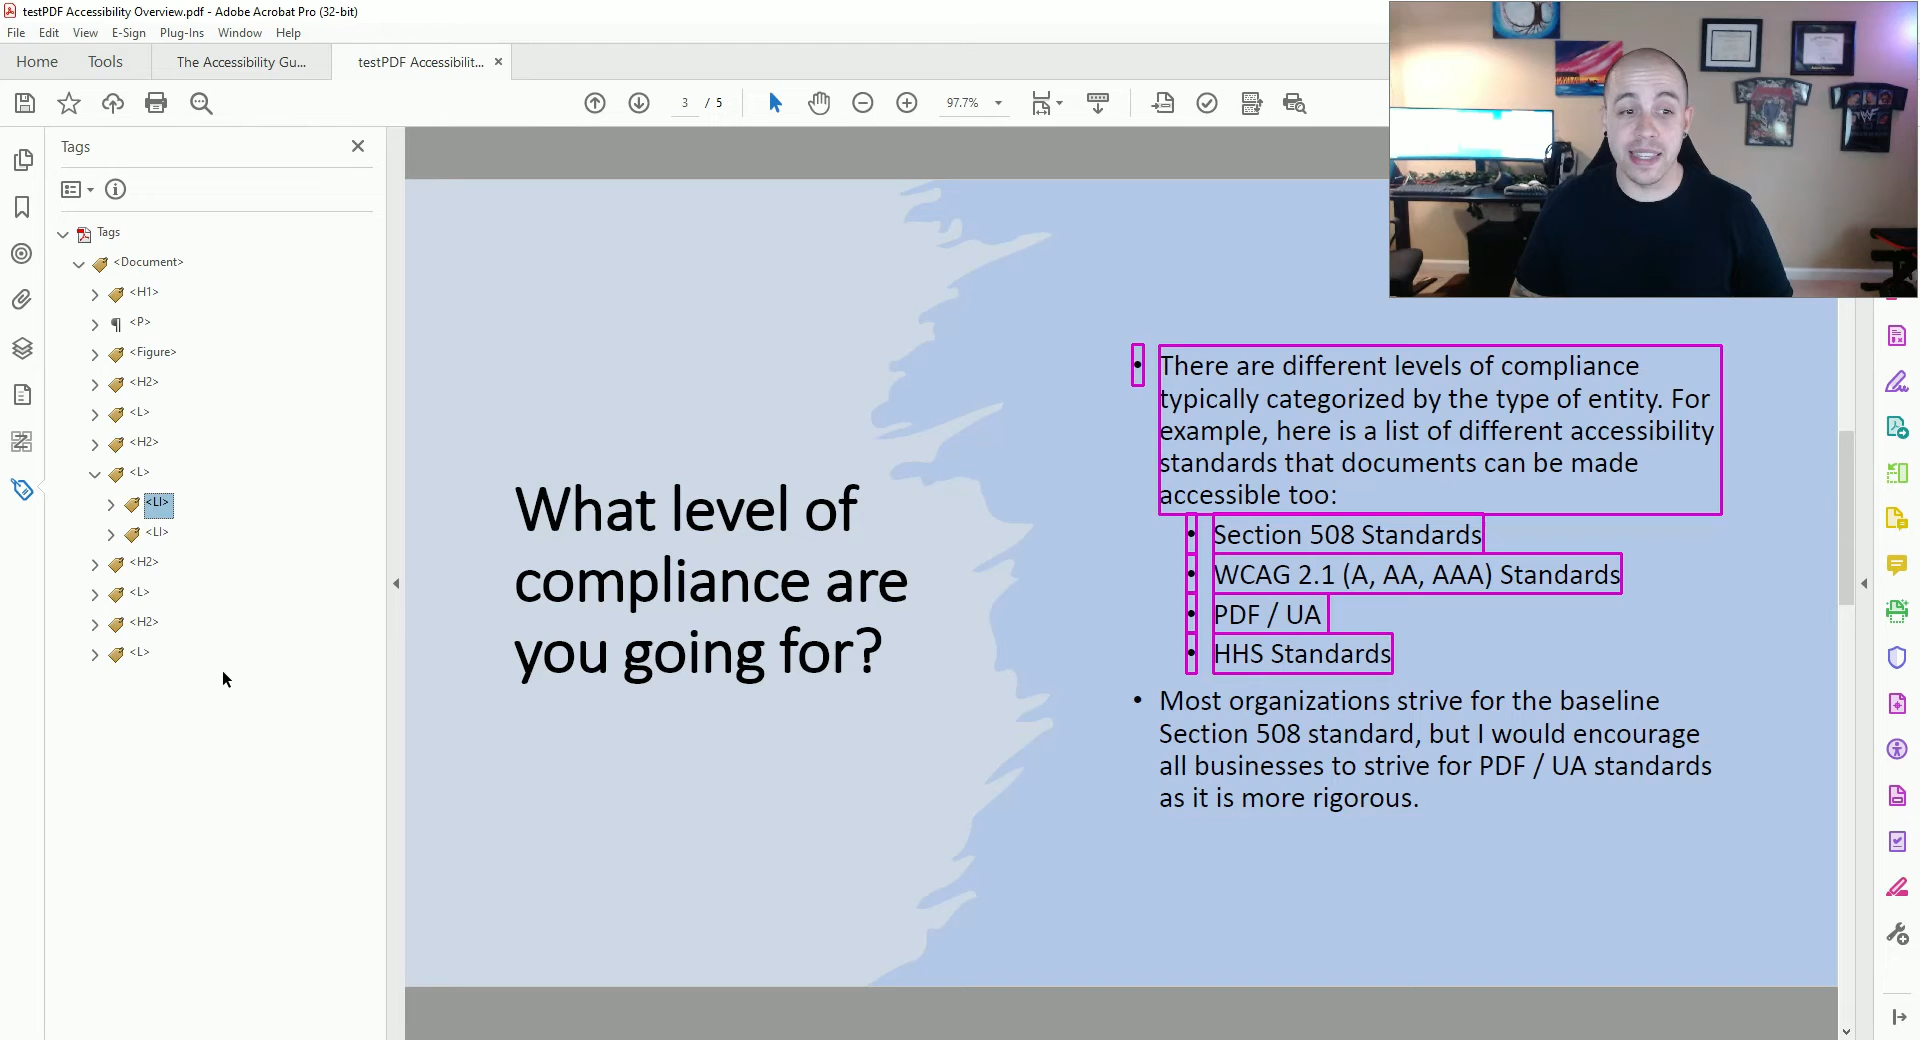 testPDF Accessibility Overview.pdf - Adobe Acrobat Pro (32-bit)
File Edit View E-Sign Plug-Ins Window Help
Home Tools The Accessibility Gu... testPDF Accessibilit... ×
3 / 5 97.7%
Tags
Tags
<Document>
<H1>
<P>
<Figure>
<H2>
<L>
<H2>
<L>
<LI>
<LI>
<H2>
<L>
<H2>
<L>
What level of
compliance are
you going for?
• There are different levels of compliance
typically categorized by the type of entity. For
example, here is a list of different accessibility
standards that documents can be made
accessible too:
• Section 508 Standards
• WCAG 2.1 (A, AA, AAA) Standards
• PDF / UA
• HHS Standards
• Most organizations strive for the baseline
Section 508 standard, but I would encourage
all businesses to strive for PDF / UA standards
as it is more rigorous.